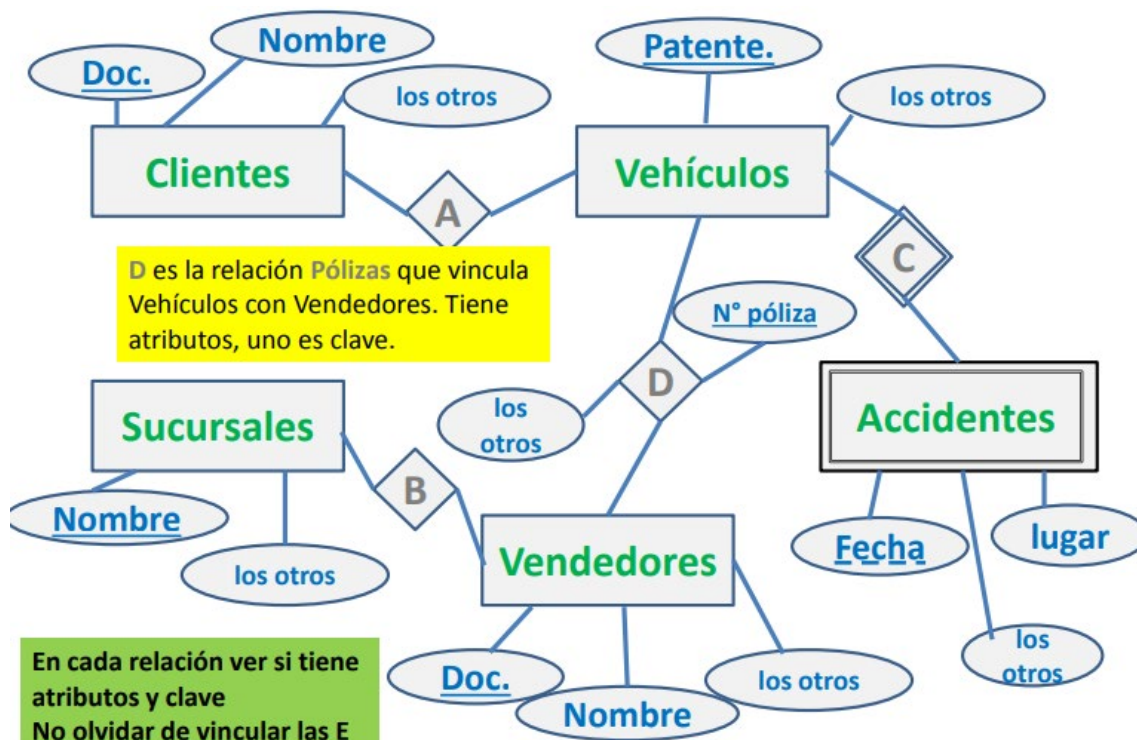 Nombre
Doc.
los otros
Patente.
los otros
Clientes
Vehículos
A
C
D es la relación Pólizas que vincula
Vehículos con Vendedores. Tiene
atributos, uno es clave.
N° póliza
D
los
otros
Sucursales
Accidentes
B
Nombre
los otros
Vendedores
Fecha
lugar
Doc.
Nombre
los otros
los
otros
En cada relación ver si tiene
atributos y clave
No olvidar de vincular las E